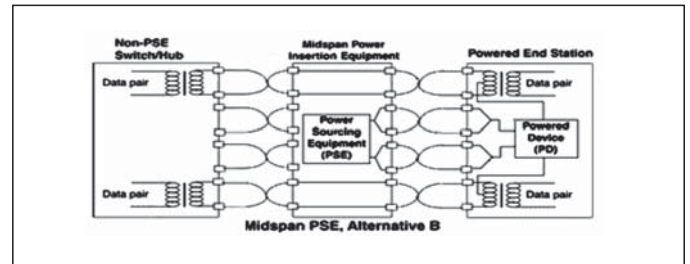 Non-PSE
Switch/Hub
Midspan Power
Insertion Equipment
Powered End Station
Data pair
Data pair
Power
Sourcing
Equipment
(PSE)
Powered
Device
(PD)
Data pair
Data pair
Midspan PSE, Alternative B